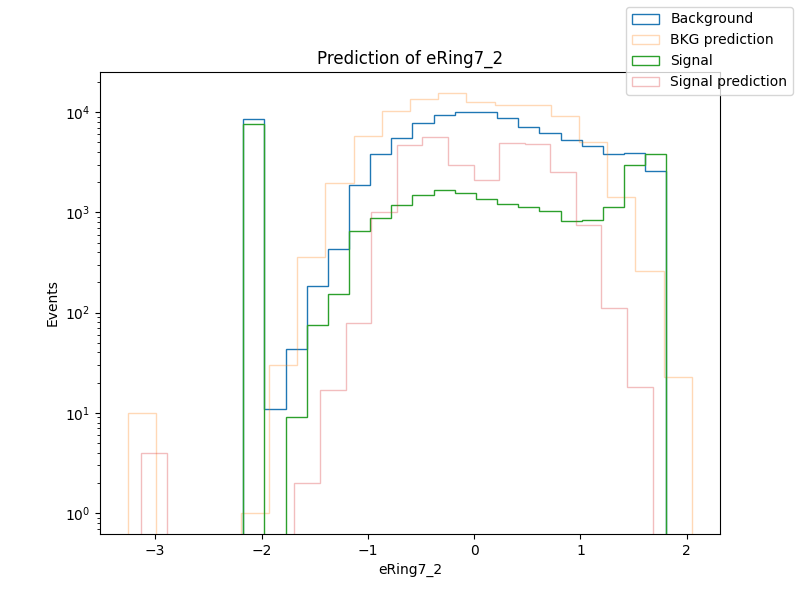 Prediction of eRing7_2
Background
BKG prediction
Signal
Signal prediction
Events
10⁴
10³
10²
10¹
10⁰
−3 −2 −1 0 1 2
eRing7_2